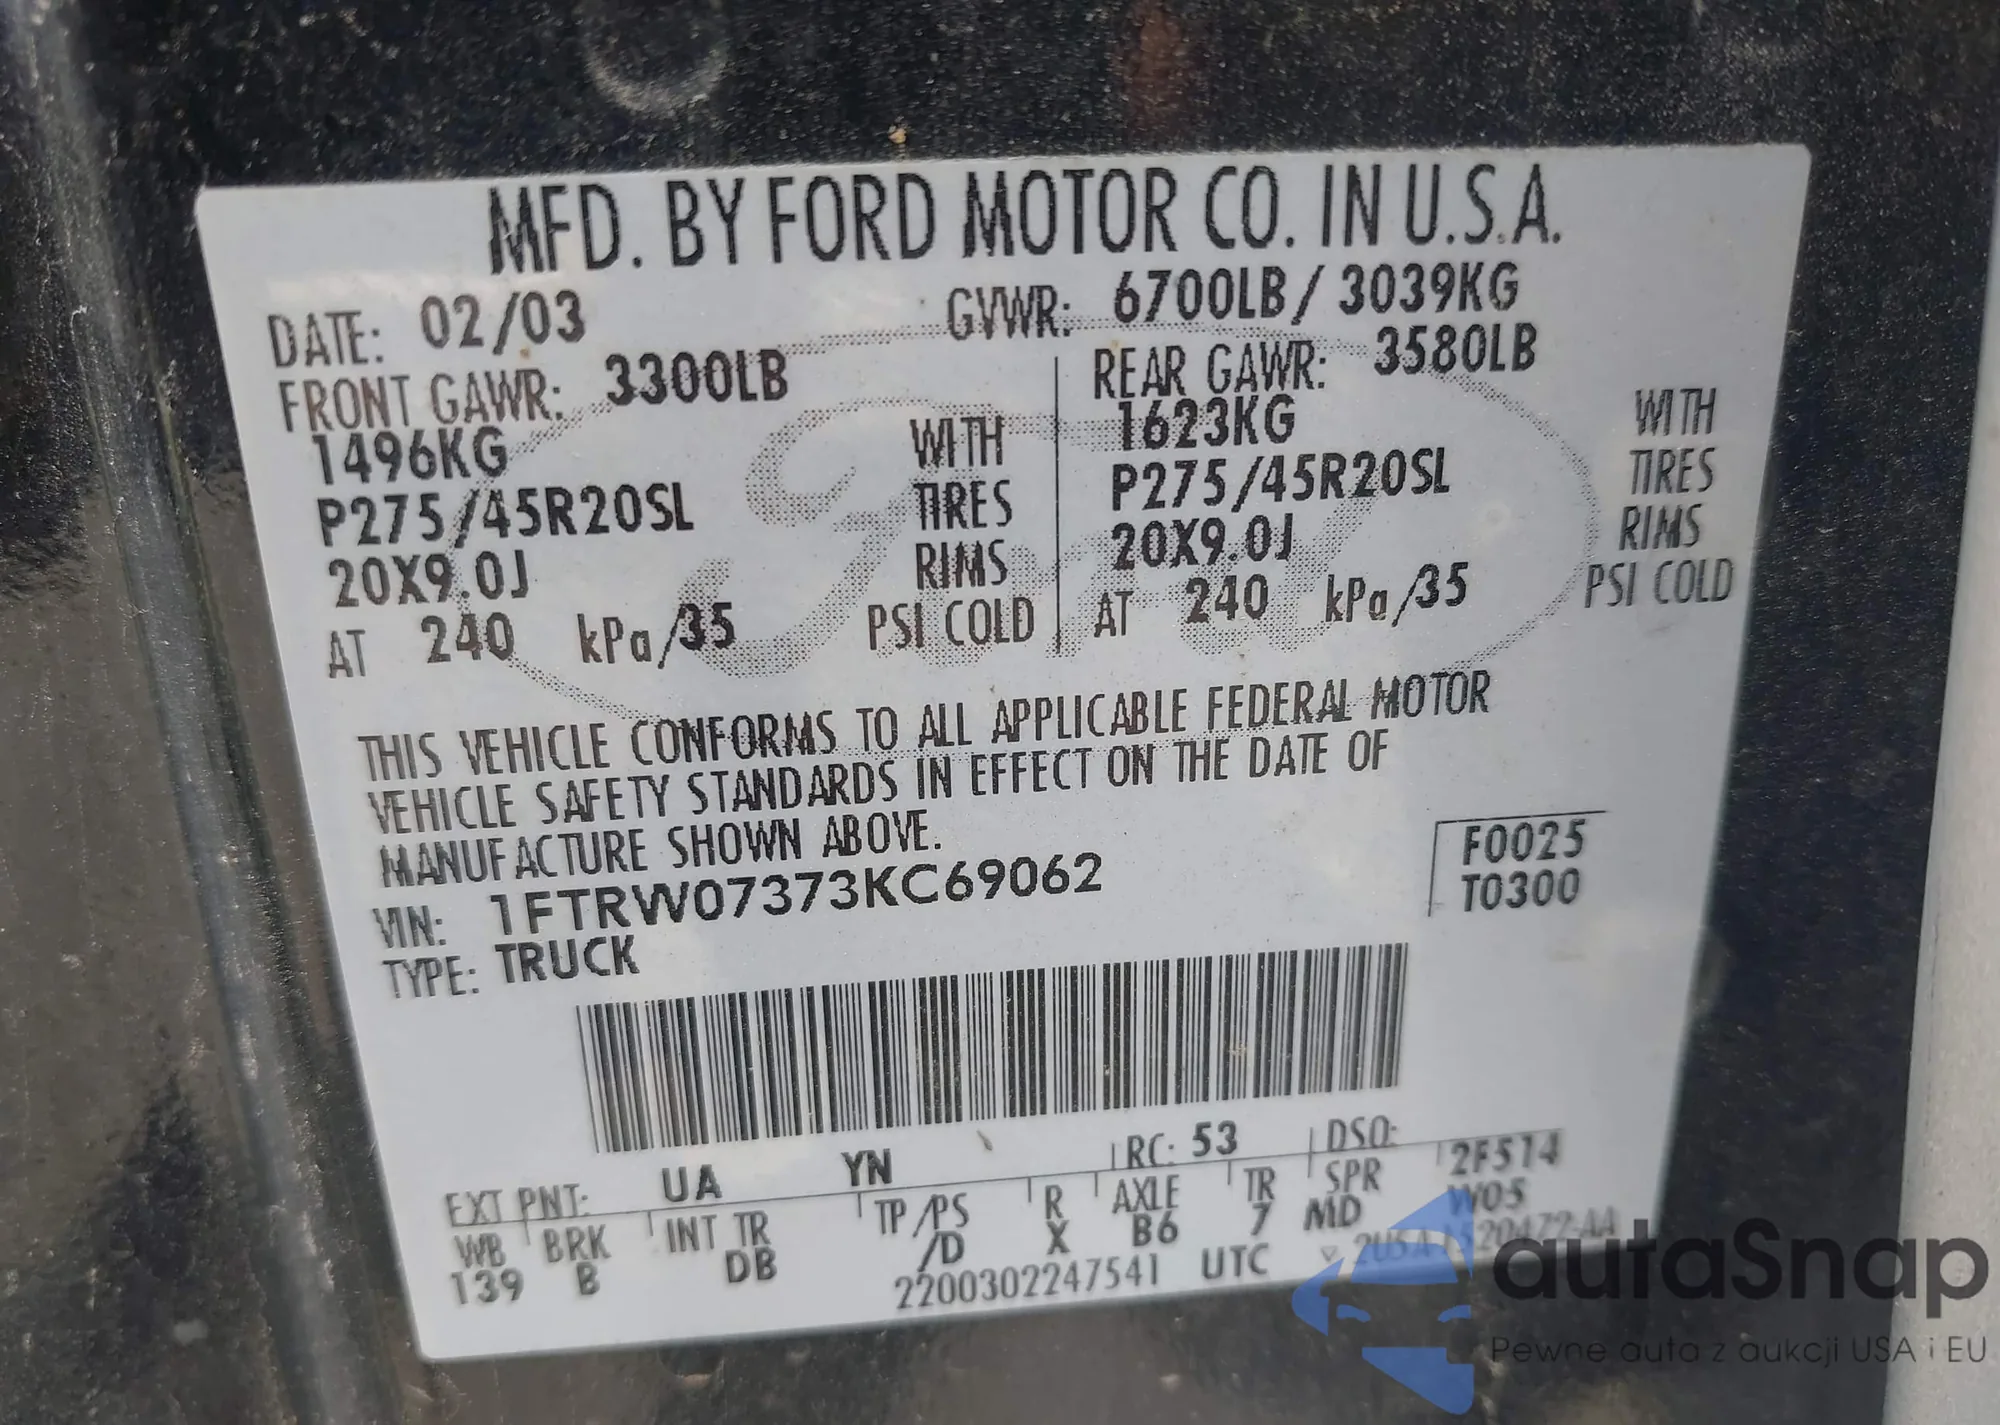 MFD. BY FORD MOTOR CO. IN U.S.A.
DATE: 02/03 GVWR: 6700LB / 3039KG
FRONT GAWR: 3300LB REAR GAWR: 3580LB
1496KG WITH 1623KG WITH
P275/45R20SL TIRES P275/45R20SL TIRES
20X9.0J RIMS 20X9.0J RIMS
AT 240 kPa/35 PSI COLD AT 240 kPa/35 PSI COLD
THIS VEHICLE CONFORMS TO ALL APPLICABLE FEDERAL MOTOR
VEHICLE SAFETY STANDARDS IN EFFECT ON THE DATE OF
MANUFACTURE SHOWN ABOVE.
F0025
VIN: 1FTRW07373KC69062
T0300
TYPE: TRUCK
EXT PNT: UA YN RC: 53 DSO: 2F514
WB BRK INT TR TP/PS R AXLE TR SPR W05
139 B DB /D X B6 7 MD
2200302247541 UTC
autaSnap
Pewne auta z aukcji USA i EU